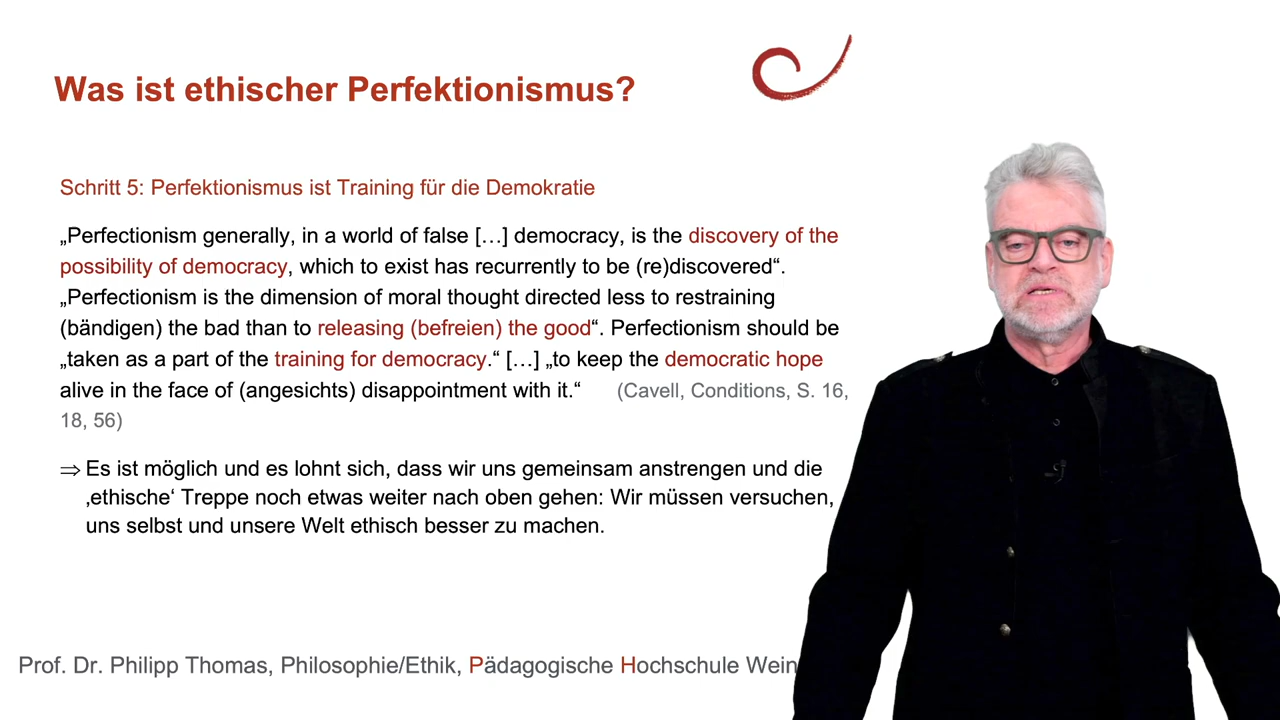 Was ist ethischer Perfektionismus?
Schritt 5: Perfektionismus ist Training für die Demokratie
„Perfectionism generally, in a world of false […] democracy, is the discovery of the
possibility of democracy, which to exist has recurrently to be (re)discovered“.
„Perfectionism is the dimension of moral thought directed less to restraining
(bändigen) the bad than to releasing (befreien) the good“. Perfectionism should be
„taken as a part of the training for democracy.“ […] „to keep the democratic hope
alive in the face of (angesichts) disappointment with it.“ (Cavell, Conditions, S. 16,
18, 56)
⇒ Es ist möglich und es lohnt sich, dass wir uns gemeinsam anstrengen und die
‚ethische‘ Treppe noch etwas weiter nach oben gehen: Wir müssen versuchen,
uns selbst und unsere Welt ethisch besser zu machen.
Prof. Dr. Philipp Thomas, Philosophie/Ethik, Pädagogische Hochschule Wein